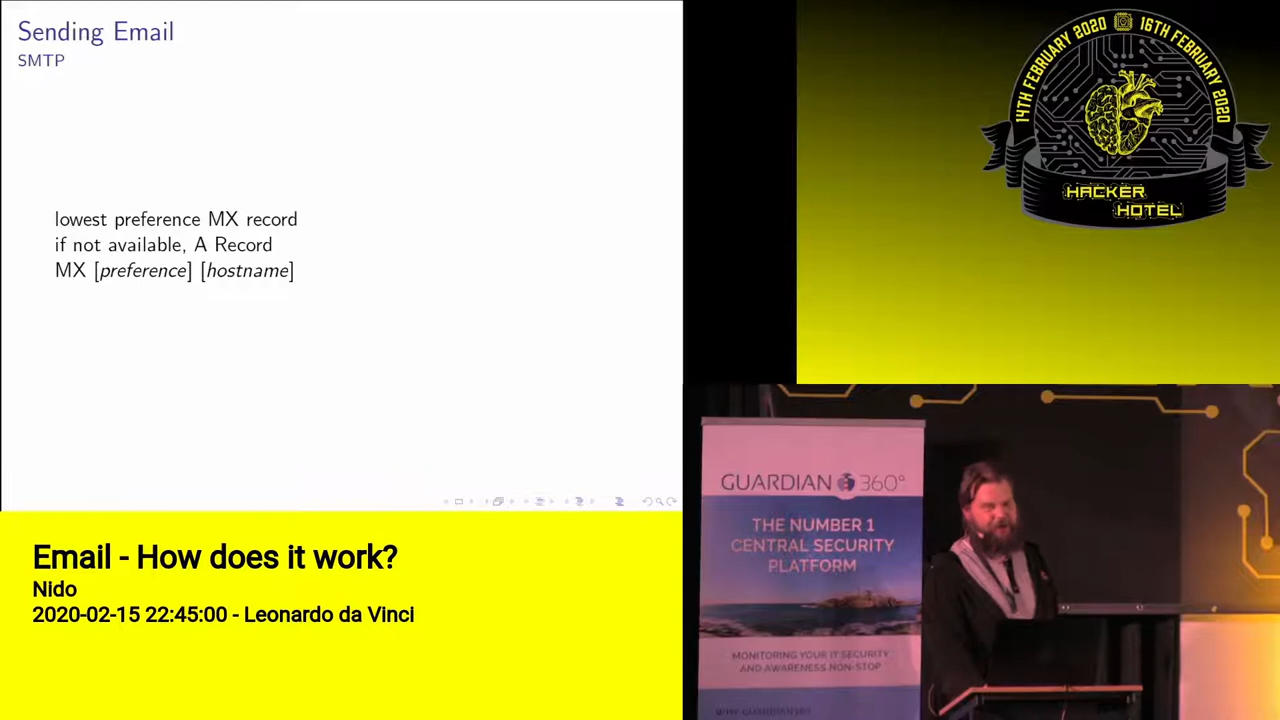 Sending Email
SMTP
lowest preference MX record
if not available, A Record
MX [preference] [hostname]
Email - How does it work?
Nido
2020-02-15 22:45:00 - Leonardo da Vinci
14TH FEBRUARY 2020
16TH FEBRUARY 2020
HACKER
HOTEL
GUARDIAN 360°
THE NUMBER 1
CENTRAL SECURITY
PLATFORM
MONITORING YOUR IT SECURITY
AND AWARENESS NON-STOP